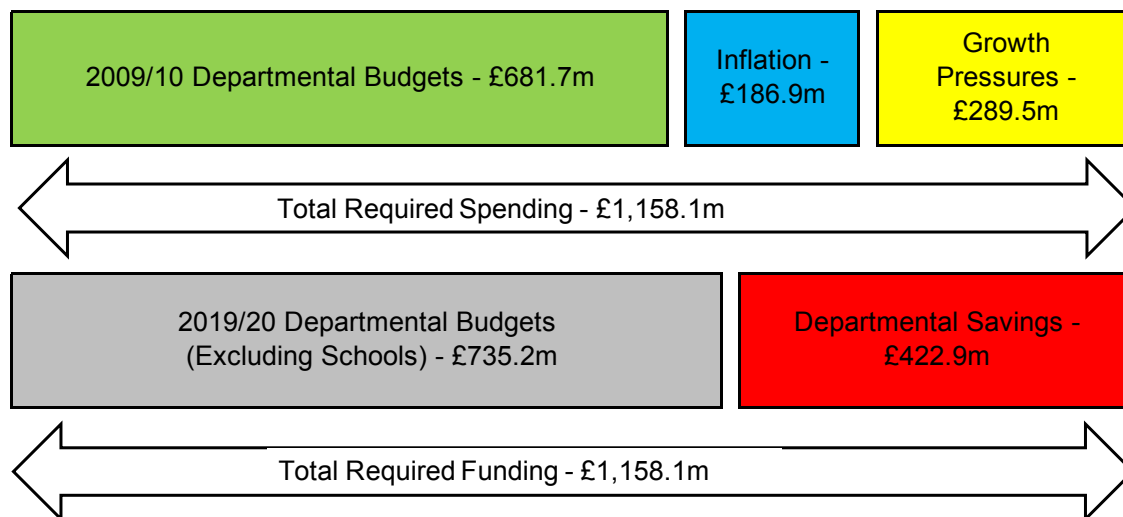 2009/10 Departmental Budgets - £681.7m
Inflation -
£186.9m
Growth
Pressures -
£289.5m
Total Required Spending - £1,158.1m
2019/20 Departmental Budgets
(Excluding Schools) - £735.2m
Departmental Savings -
£422.9m
Total Required Funding - £1,158.1m